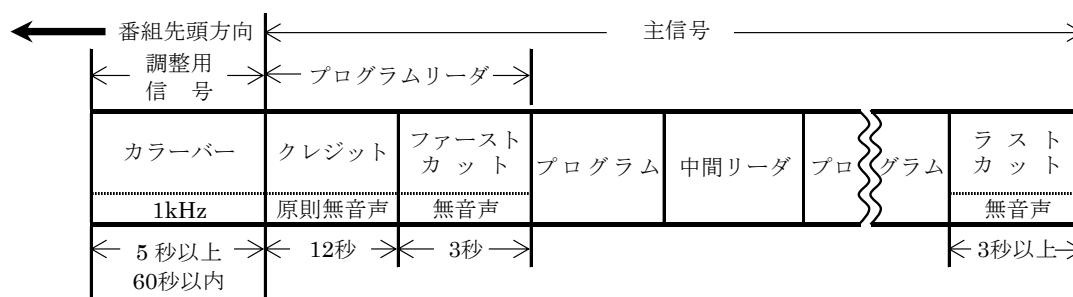 番組先頭方向
主信号
調整用
信 号
プログラムリーダ
カラーバー
クレジット
ファースト
カ ッ ト
プログラム
中間リーダ
プロ
グラム
ラ ス ト
カ ッ ト
1kHz
原則無音声
無音声
無音声
5 秒以上
60秒以内
12秒
3秒
3秒以上